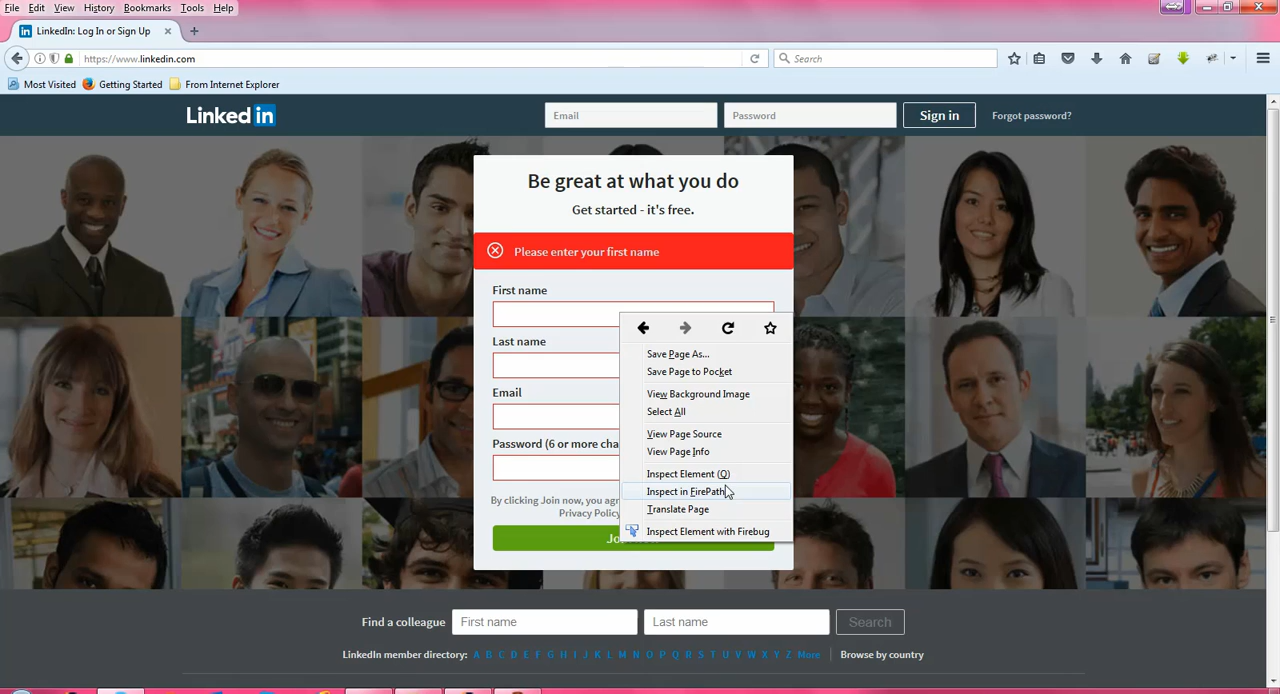 File Edit View History Bookmarks Tools Help
in LinkedIn: Log In or Sign Up × +
https://www.linkedin.com
Search
Most Visited Getting Started From Internet Explorer
Linked in
Email
Password
Sign in
Forgot password?
Be great at what you do
Get started - it's free.
Please enter your first name
First name
Last name
Email
Password (6 or more cha
By clicking Join now, you ag
Privacy Policy
Save Page As...
Save Page to Pocket
View Background Image
Select All
View Page Source
View Page Info
Inspect Element (Q)
Inspect in FirePath
Translate Page
Inspect Element with Firebug
Find a colleague First name Last name Search
LinkedIn member directory: A B C D E F G H I J K L M N O P Q R S T U V W X Y Z More Browse by country